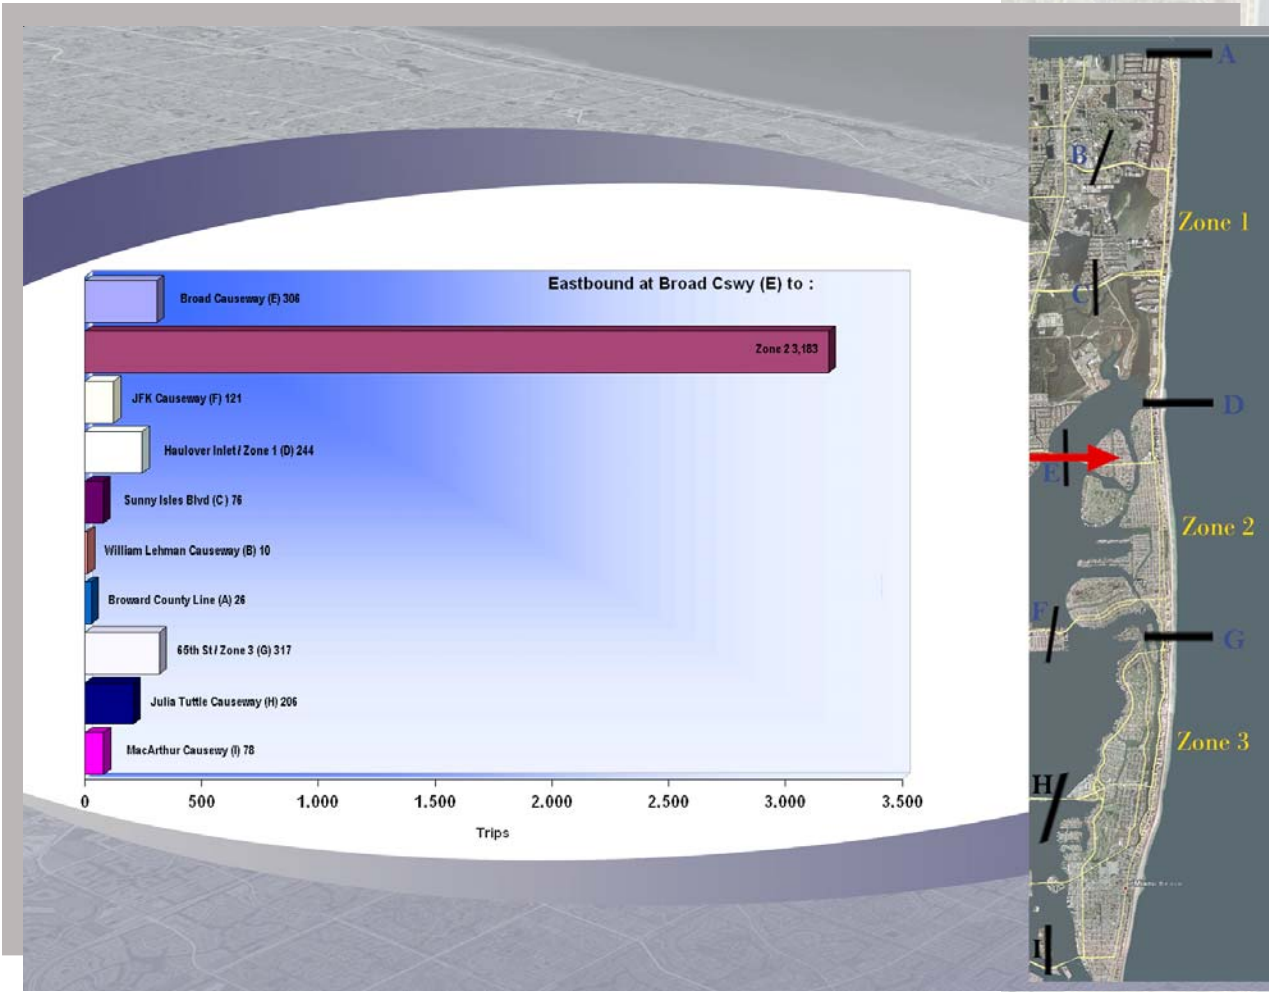 Eastbound at Broad Cswy (E) to :
Broad Causeway (E) 306
Zone 2 3,183
JFK Causeway (F) 121
Haulover Inlet / Zone 1 (D) 244
Sunny Isles Blvd (C ) 76
William Lehman Causeway (B) 10
Broward County Line (A) 26
65th St / Zone 3 (G) 317
Julia Tuttle Causeway (H) 206
MacArthur Causewy (I) 78
0 500 1.000 1.500 2.000 2.500 3.000 3.500
Trips
A
B
Zone 1
C
D
E
Zone 2
F
G
Zone 3
H
Miami Beach
I